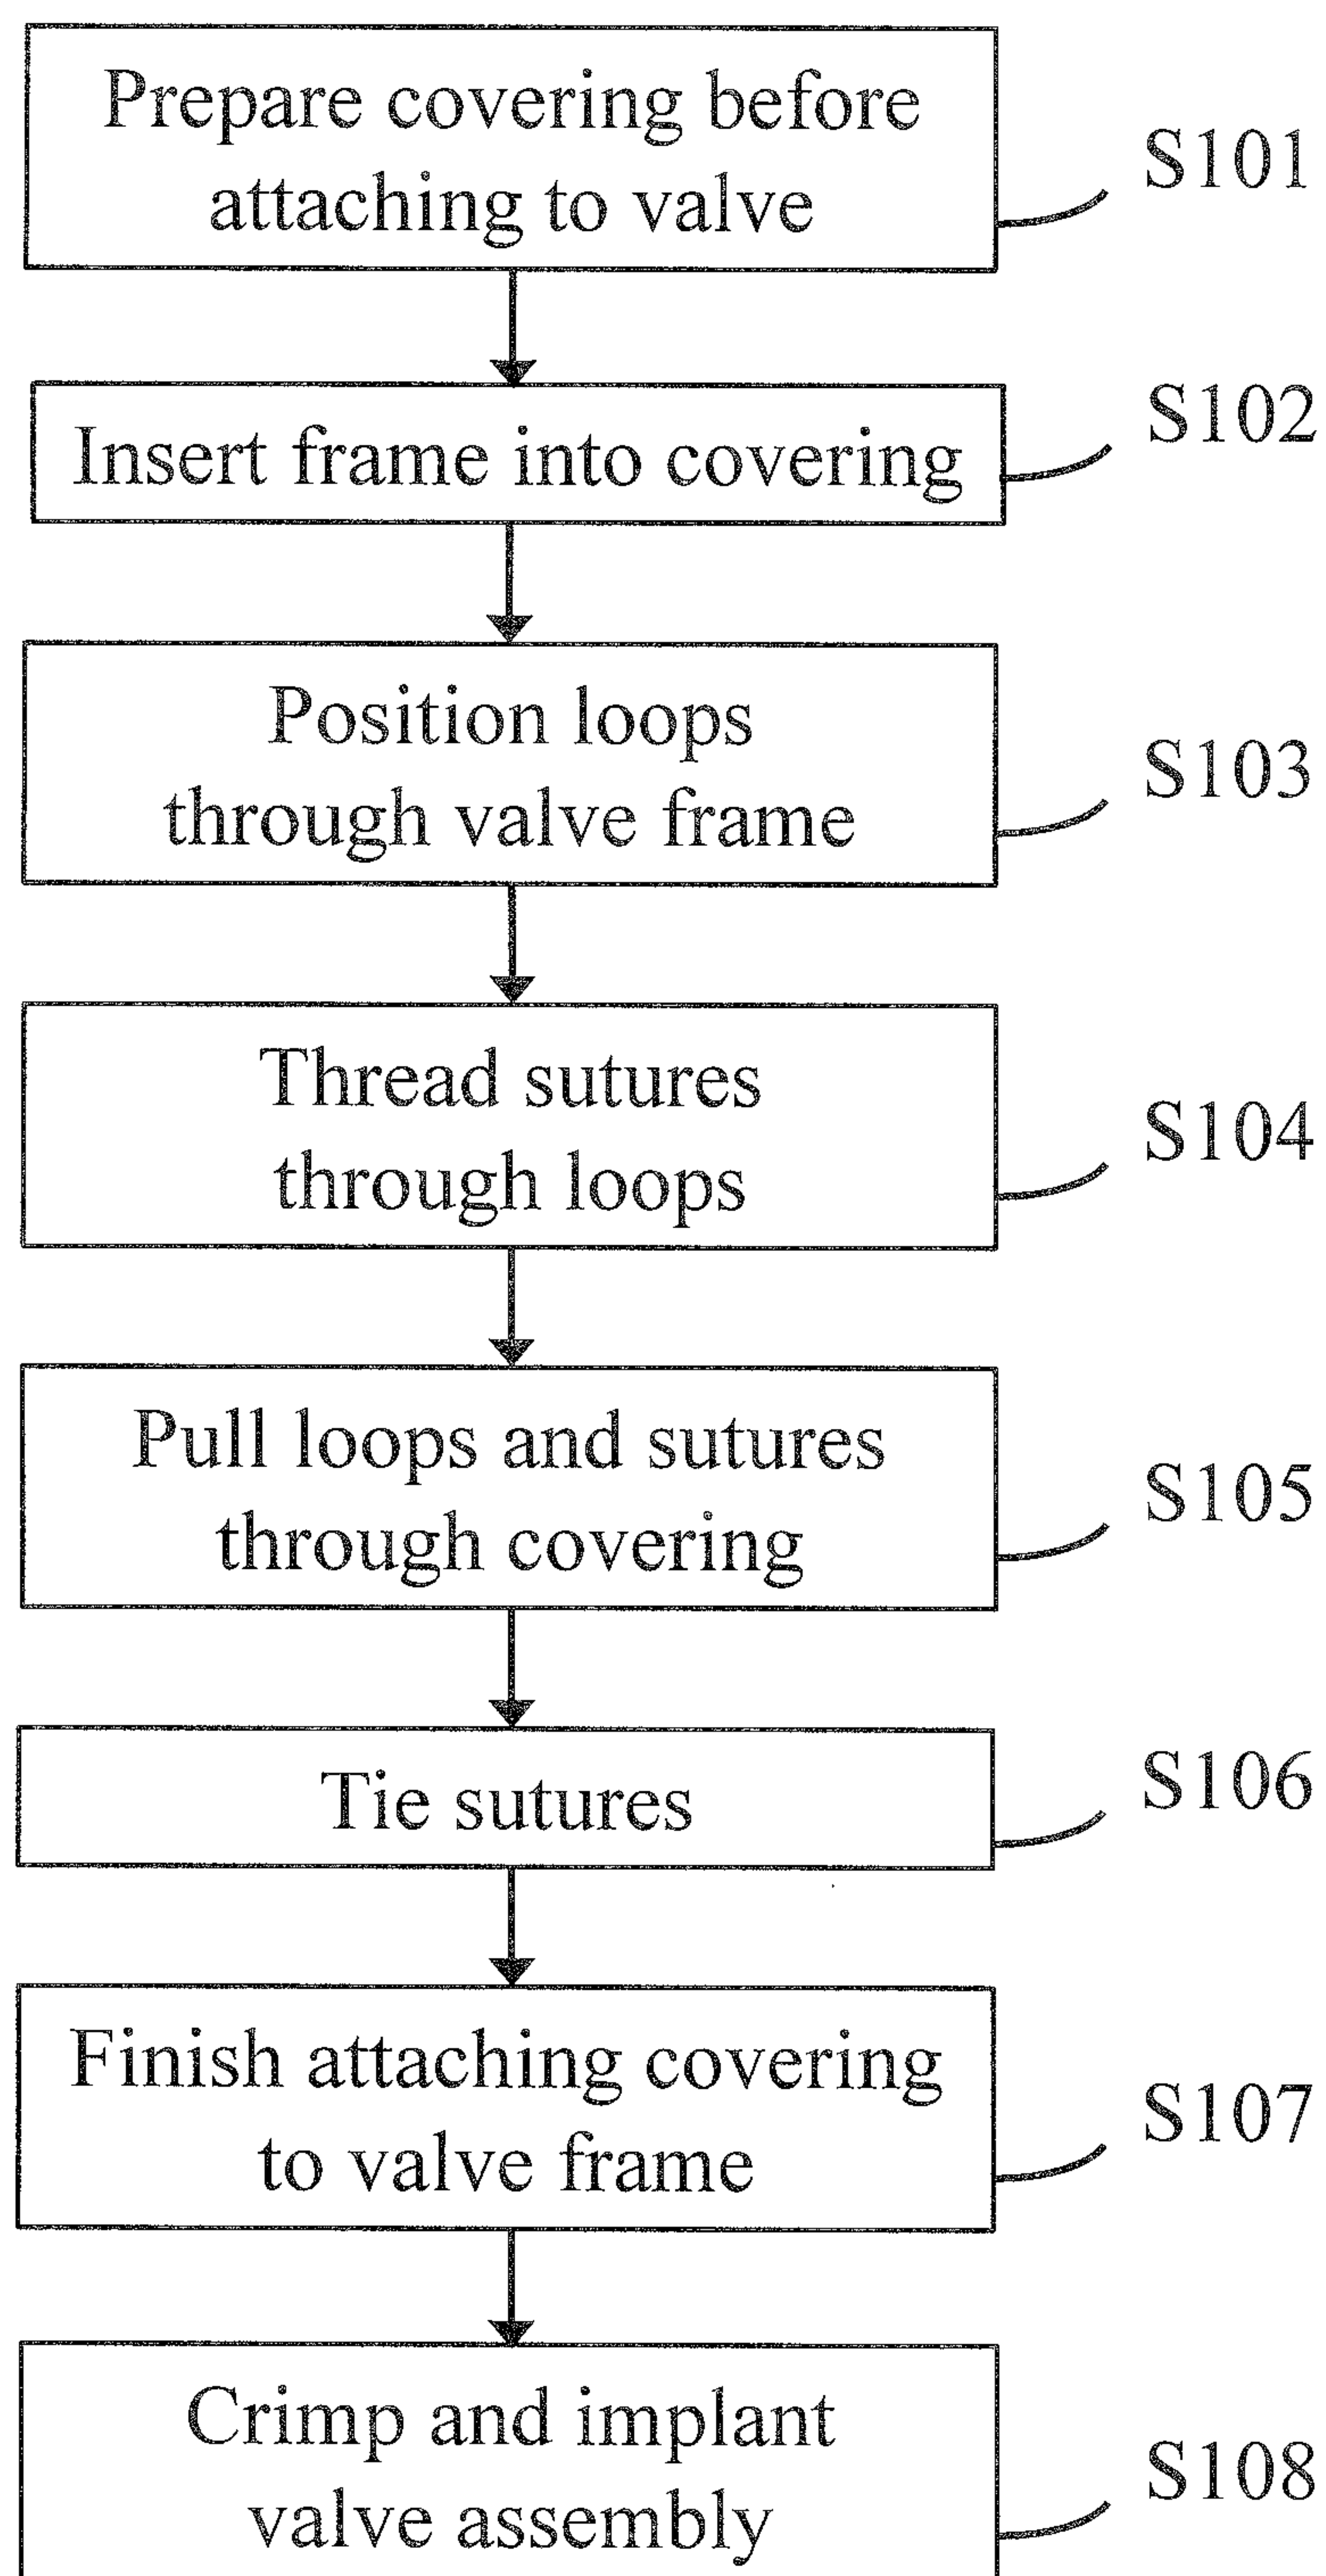 Prepare covering before
attaching to valve
S101
Insert frame into covering
S102
Position loops
through valve frame
S103
Thread sutures
through loops
S104
Pull loops and sutures
through covering
S105
Tie sutures
S106
Finish attaching covering
to valve frame
S107
Crimp and implant
valve assembly
S108